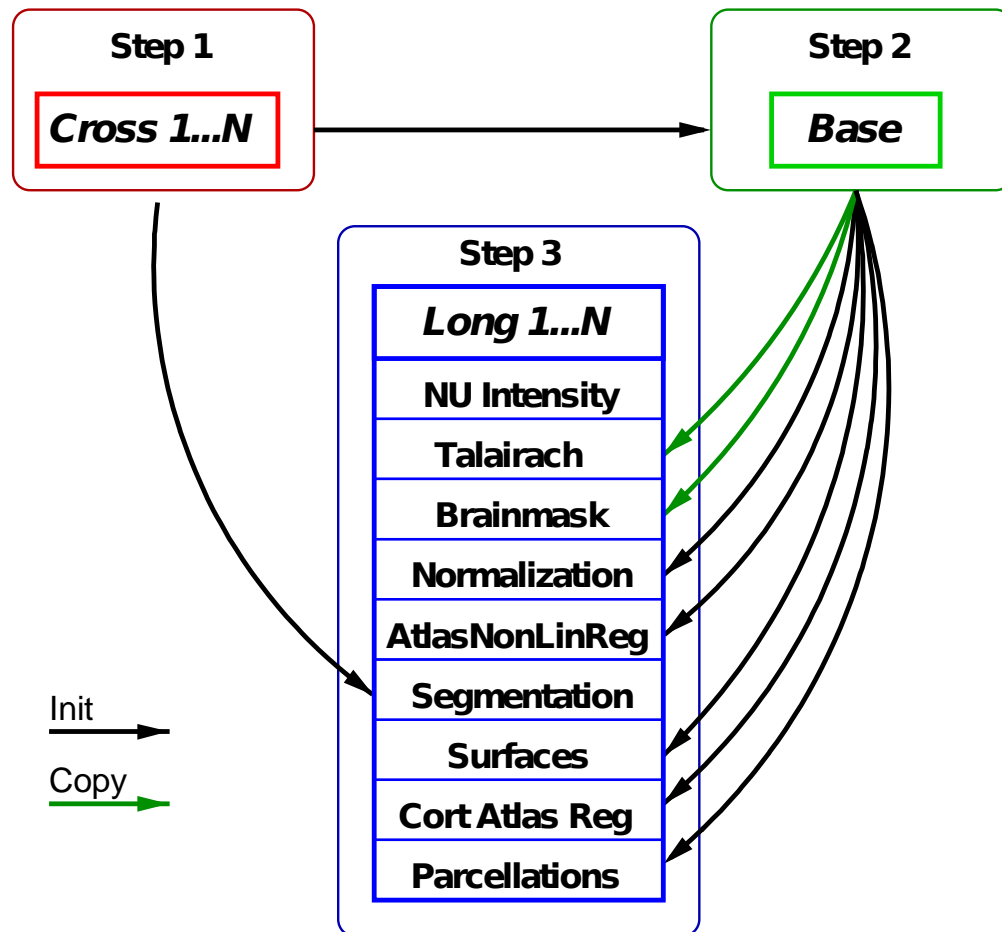 Step 1
Cross 1...N
Step 2
Base
Step 3
Long 1...N
NU Intensity
Talairach
Brainmask
Normalization
AtlasNonLinReg
Segmentation
Surfaces
Cort Atlas Reg
Parcellations
Init
Copy